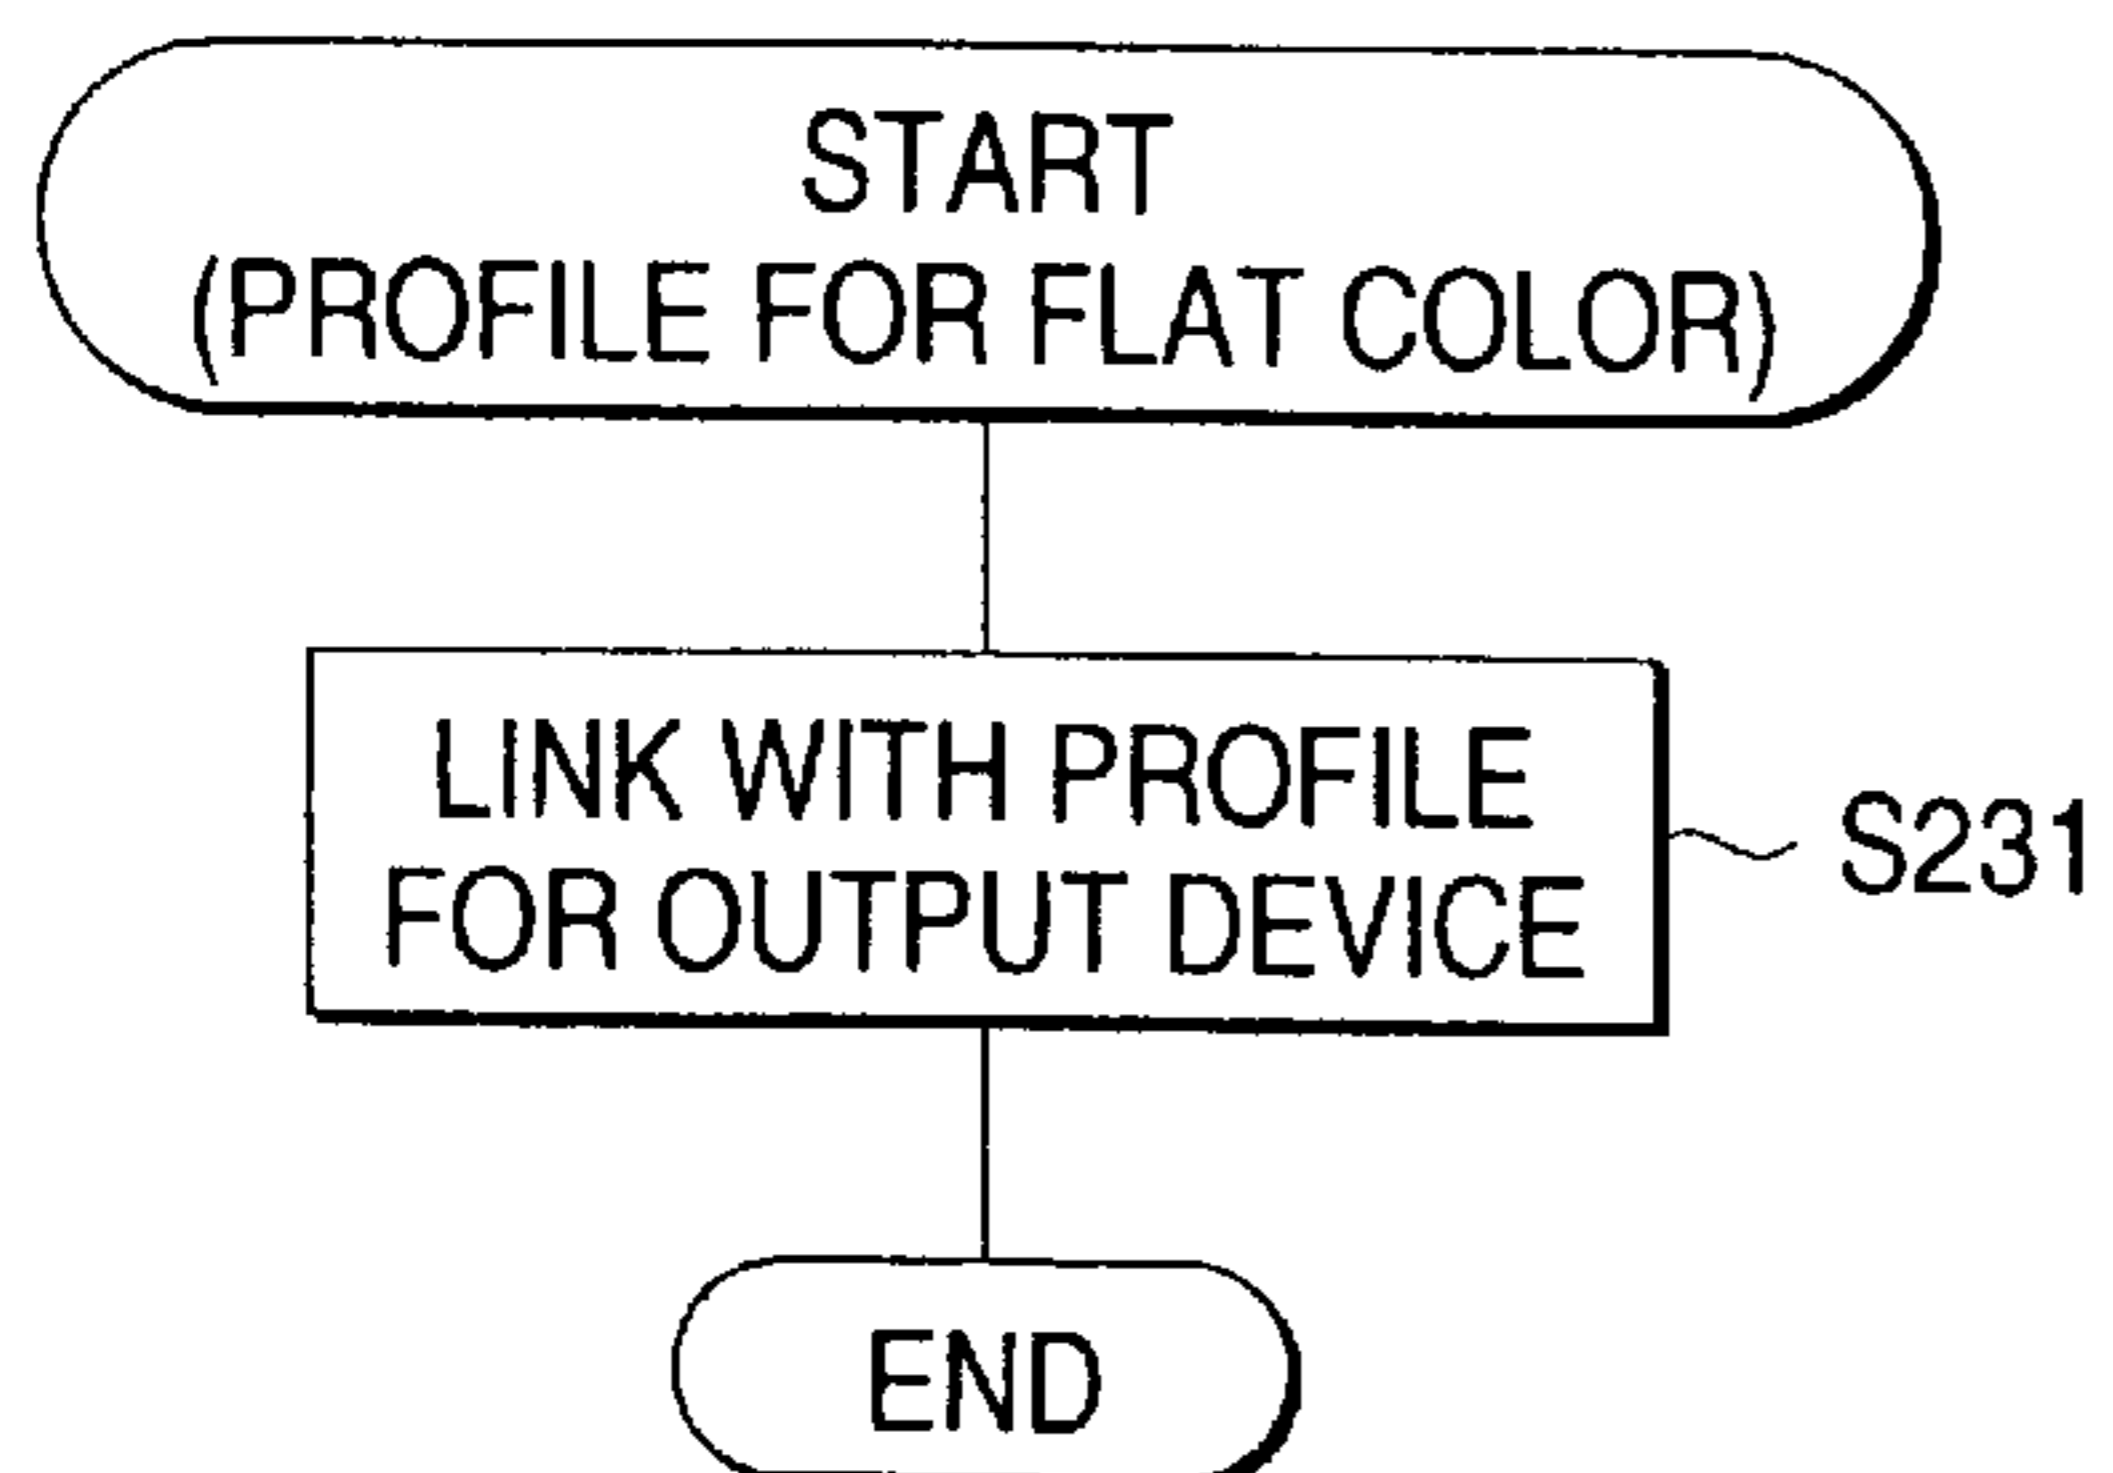 START
(PROFILE FOR FLAT COLOR)
LINK WITH PROFILE
FOR OUTPUT DEVICE
S231
END